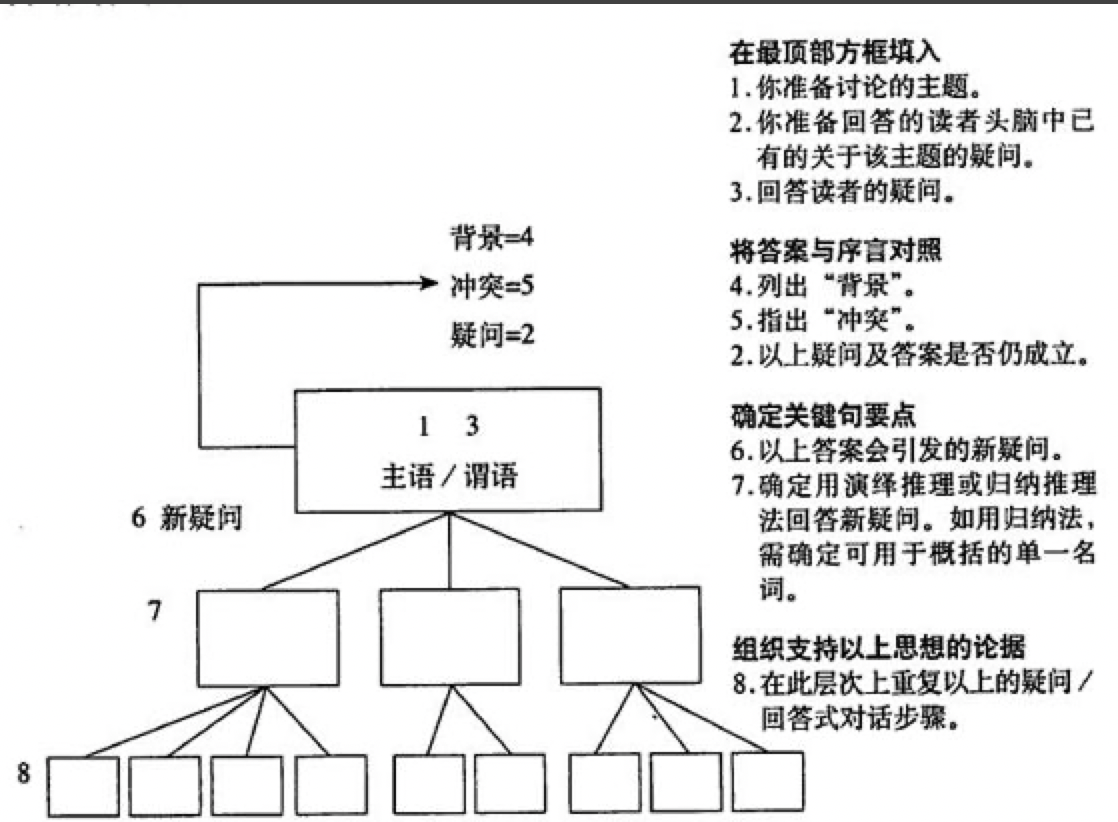 在最顶部方框填入
1.你准备讨论的主题。
2.你准备回答的读者头脑中已
有的关于该主题的疑问。
3.回答读者的疑问。
将答案与序言对照
4.列出“背景”。
5.指出“冲突”。
2.以上疑问及答案是否仍成立。
确定关键句要点
6.以上答案会引发的新疑问。
7.确定用演绎推理或归纳推理
法回答新疑问。如用归纳法，
需确定可用于概括的单一名
词。
组织支持以上思想的论据
8.在此层次上重复以上的疑问／
回答式对话步骤。
背景=4
冲突=5
疑问=2
1 3
主语／谓语
6 新疑问
7
8